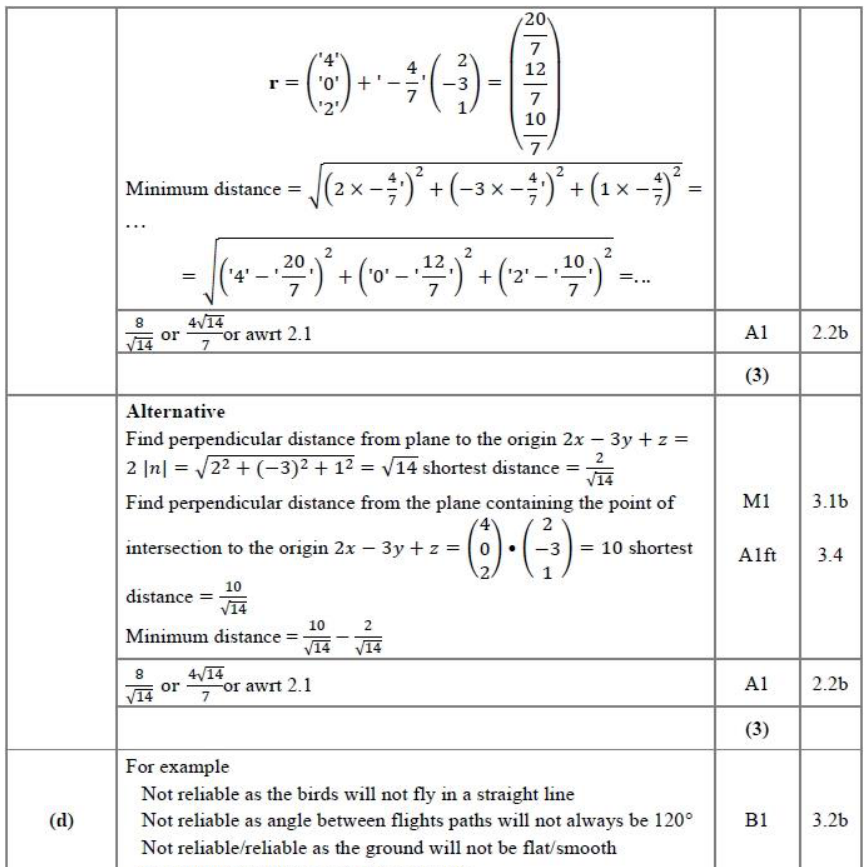 r = ('4' '0' '2') + '−4/7' (2 −3 1) = (20/7 12/7 10/7)
Minimum distance = √((2 × −4/7')² + (−3 × −4/7')² + (1 × −4/7)²) =
...
= √(('4' − '20/7')² + ('0' − '12/7')² + ('2' − '10/7')²) =...
8/√14 or 4√14/7 or awrt 2.1 A1 2.2b
(3)
Alternative
Find perpendicular distance from plane to the origin 2x − 3y + z =
2 |n| = √(2² + (−3)² + 1²) = √14 shortest distance = 2/√14
Find perpendicular distance from the plane containing the point of M1 3.1b
intersection to the origin 2x − 3y + z = (4 0 2) • (2 −3 1) = 10 shortest A1ft 3.4
distance = 10/√14
Minimum distance = 10/√14 − 2/√14
8/√14 or 4√14/7 or awrt 2.1 A1 2.2b
(3)
For example
Not reliable as the birds will not fly in a straight line
(d) Not reliable as angle between flights paths will not always be 120° B1 3.2b
Not reliable/reliable as the ground will not be flat/smooth